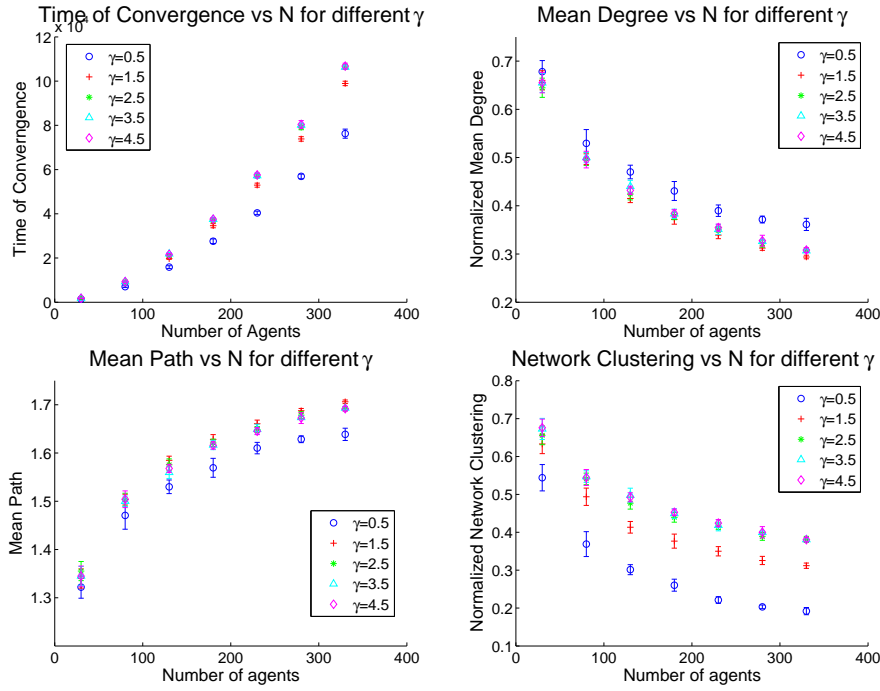 Time of Convergence vs N for different γ
x 10⁴
12
10
8
6
4
2
0
0 100 200 300 400
Time of Converngence
Number of Agents
γ=0.5
γ=1.5
γ=2.5
γ=3.5
γ=4.5
Mean Degree vs N for different γ
0.7
0.6
0.5
0.4
0.3
0.2
0 100 200 300 400
Normalized Mean Degree
Number of agents
γ=0.5
γ=1.5
γ=2.5
γ=3.5
γ=4.5
Mean Path vs N for different γ
1.7
1.6
1.5
1.4
1.3
0 100 200 300 400
Mean Path
Number of agents
γ=0.5
γ=1.5
γ=2.5
γ=3.5
γ=4.5
Network Clustering vs N for different γ
0.8
0.7
0.6
0.5
0.4
0.3
0.2
0.1
0 100 200 300 400
Normalized Network Clustering
Number of agents
γ=0.5
γ=1.5
γ=2.5
γ=3.5
γ=4.5